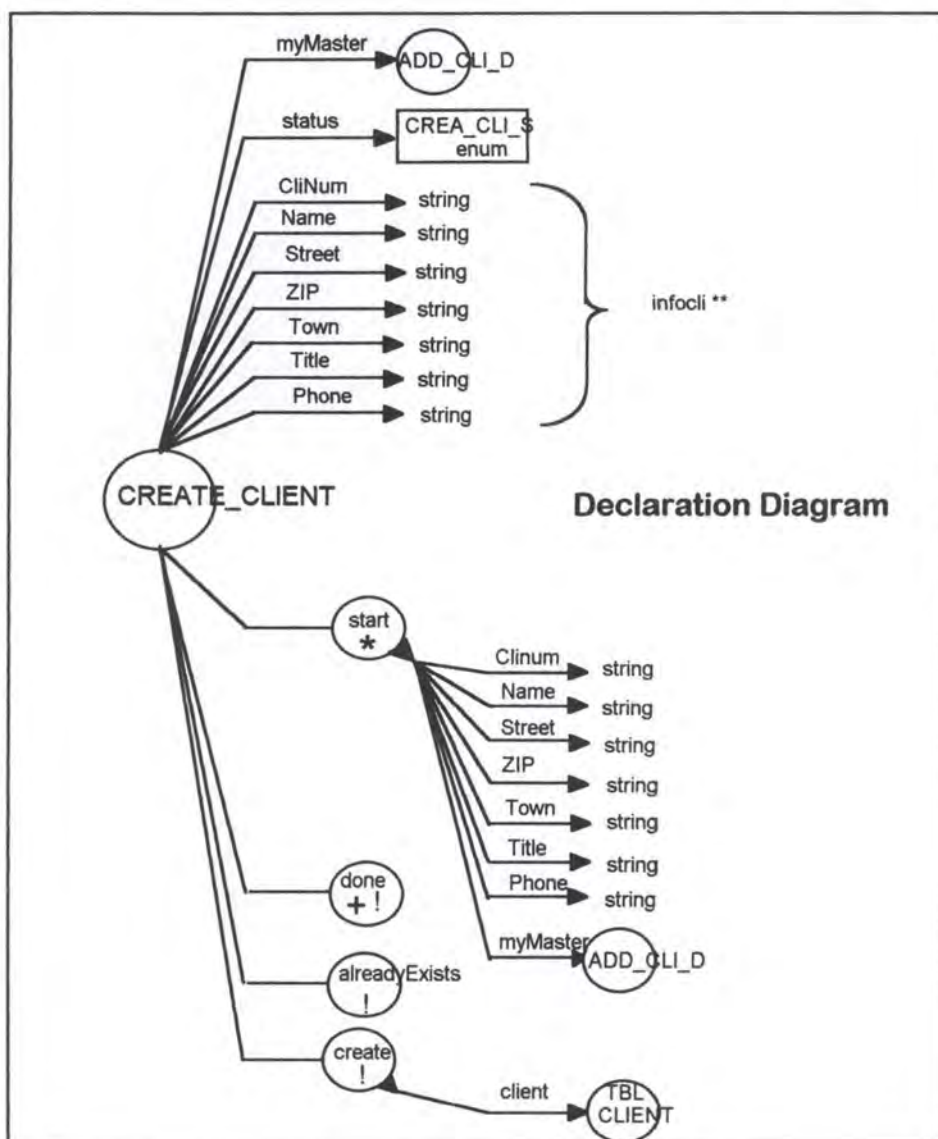 myMaster
ADD_CLI_D
status
CREA_CLI_S
enum
CliNum
string
Name
string
Street
string
ZIP
string
infocli **
Town
string
Title
string
Phone
string
CREATE_CLIENT
Declaration Diagram
start
*
Clinum
string
Name
string
Street
string
ZIP
string
Town
string
Title
string
Phone
string
done
+ !
myMaster
ADD_CLI_D
alreadyExists
!
create
!
client
TBL
CLIENT